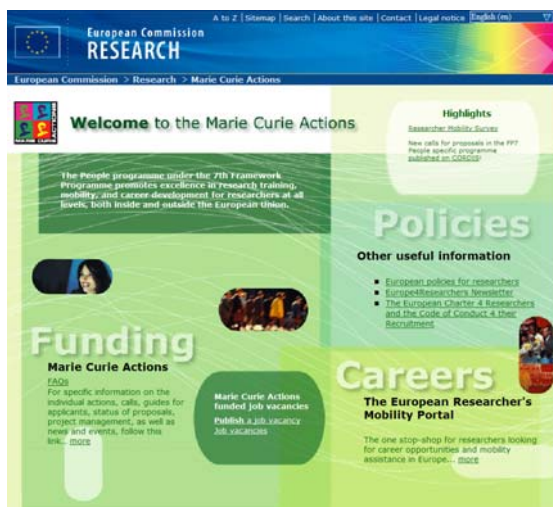 A to Z | Sitemap | Search | About this site | Contact | Legal notice
English (en)
European Commission
RESEARCH
European Commission > Research > Marie Curie Actions
MARIE CURIE ACTIONS
Welcome to the Marie Curie Actions
Highlights
Researcher Mobility Survey
New calls for proposals in the FP7
People specific programme
published on CORDIS!
The People programme under the 7th Framework
Programme promotes excellence in research training,
mobility, and career development for researchers at all
levels, both inside and outside the European Union.
Policies
Other useful information
European policies for researchers
Europe4Researchers Newsletter
The European Charter 4 Researchers
and the Code of Conduct 4 their
Recruitment
Funding
Marie Curie Actions
FAQs
For specific information on the
individual actions, calls, guides for
applicants, status of proposals,
project management, as well as
news and events, follow this
link... more
Marie Curie Actions
funded job vacancies
Publish a job vacancy
Job vacancies
Careers
The European Researcher's
Mobility Portal
The one stop-shop for researchers looking
for career opportunities and mobility
assistance in Europe... more